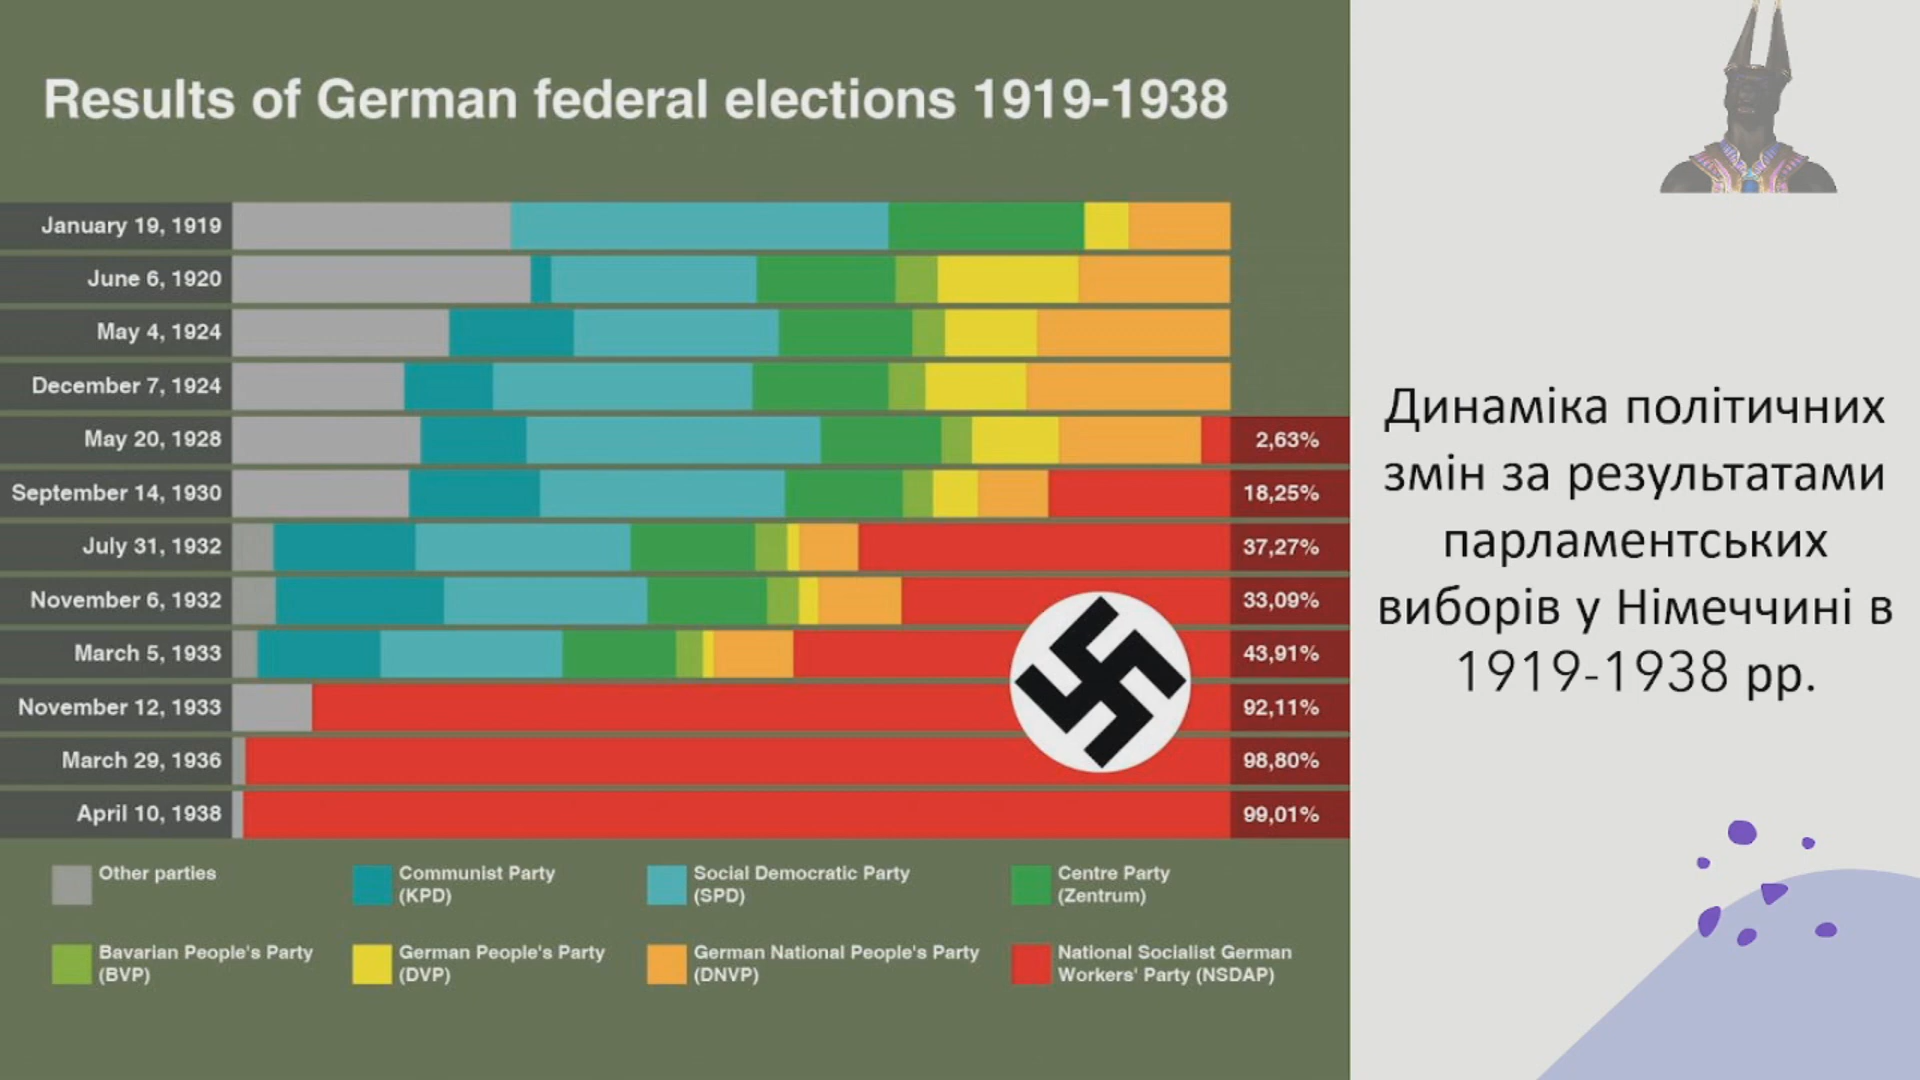 Results of German federal elections 1919-1938
January 19, 1919
June 6, 1920
May 4, 1924
December 7, 1924
May 20, 1928
2,63%
September 14, 1930
18,25%
July 31, 1932
37,27%
November 6, 1932
33,09%
March 5, 1933
43,91%
November 12, 1933
92,11%
March 29, 1936
98,80%
April 10, 1938
99,01%
Other parties
Communist Party
(KPD)
Social Democratic Party
(SPD)
Centre Party
(Zentrum)
Bavarian People's Party
(BVP)
German People's Party
(DVP)
German National People's Party
(DNVP)
National Socialist German
Workers' Party (NSDAP)
Динаміка політичних
змін за результатами
парламентських
виборів у Німеччині в
1919-1938 рр.